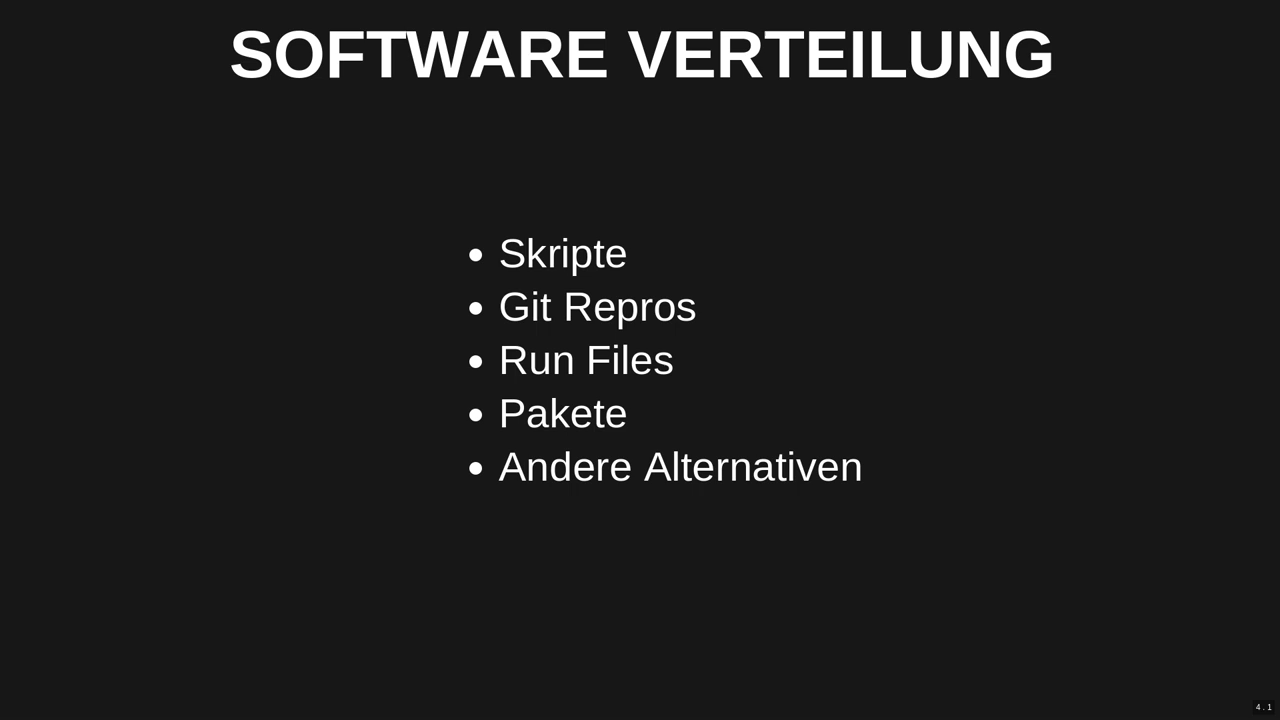 SOFTWARE VERTEILUNG
• Skripte
• Git Repros
• Run Files
• Pakete
• Andere Alternativen
4.1